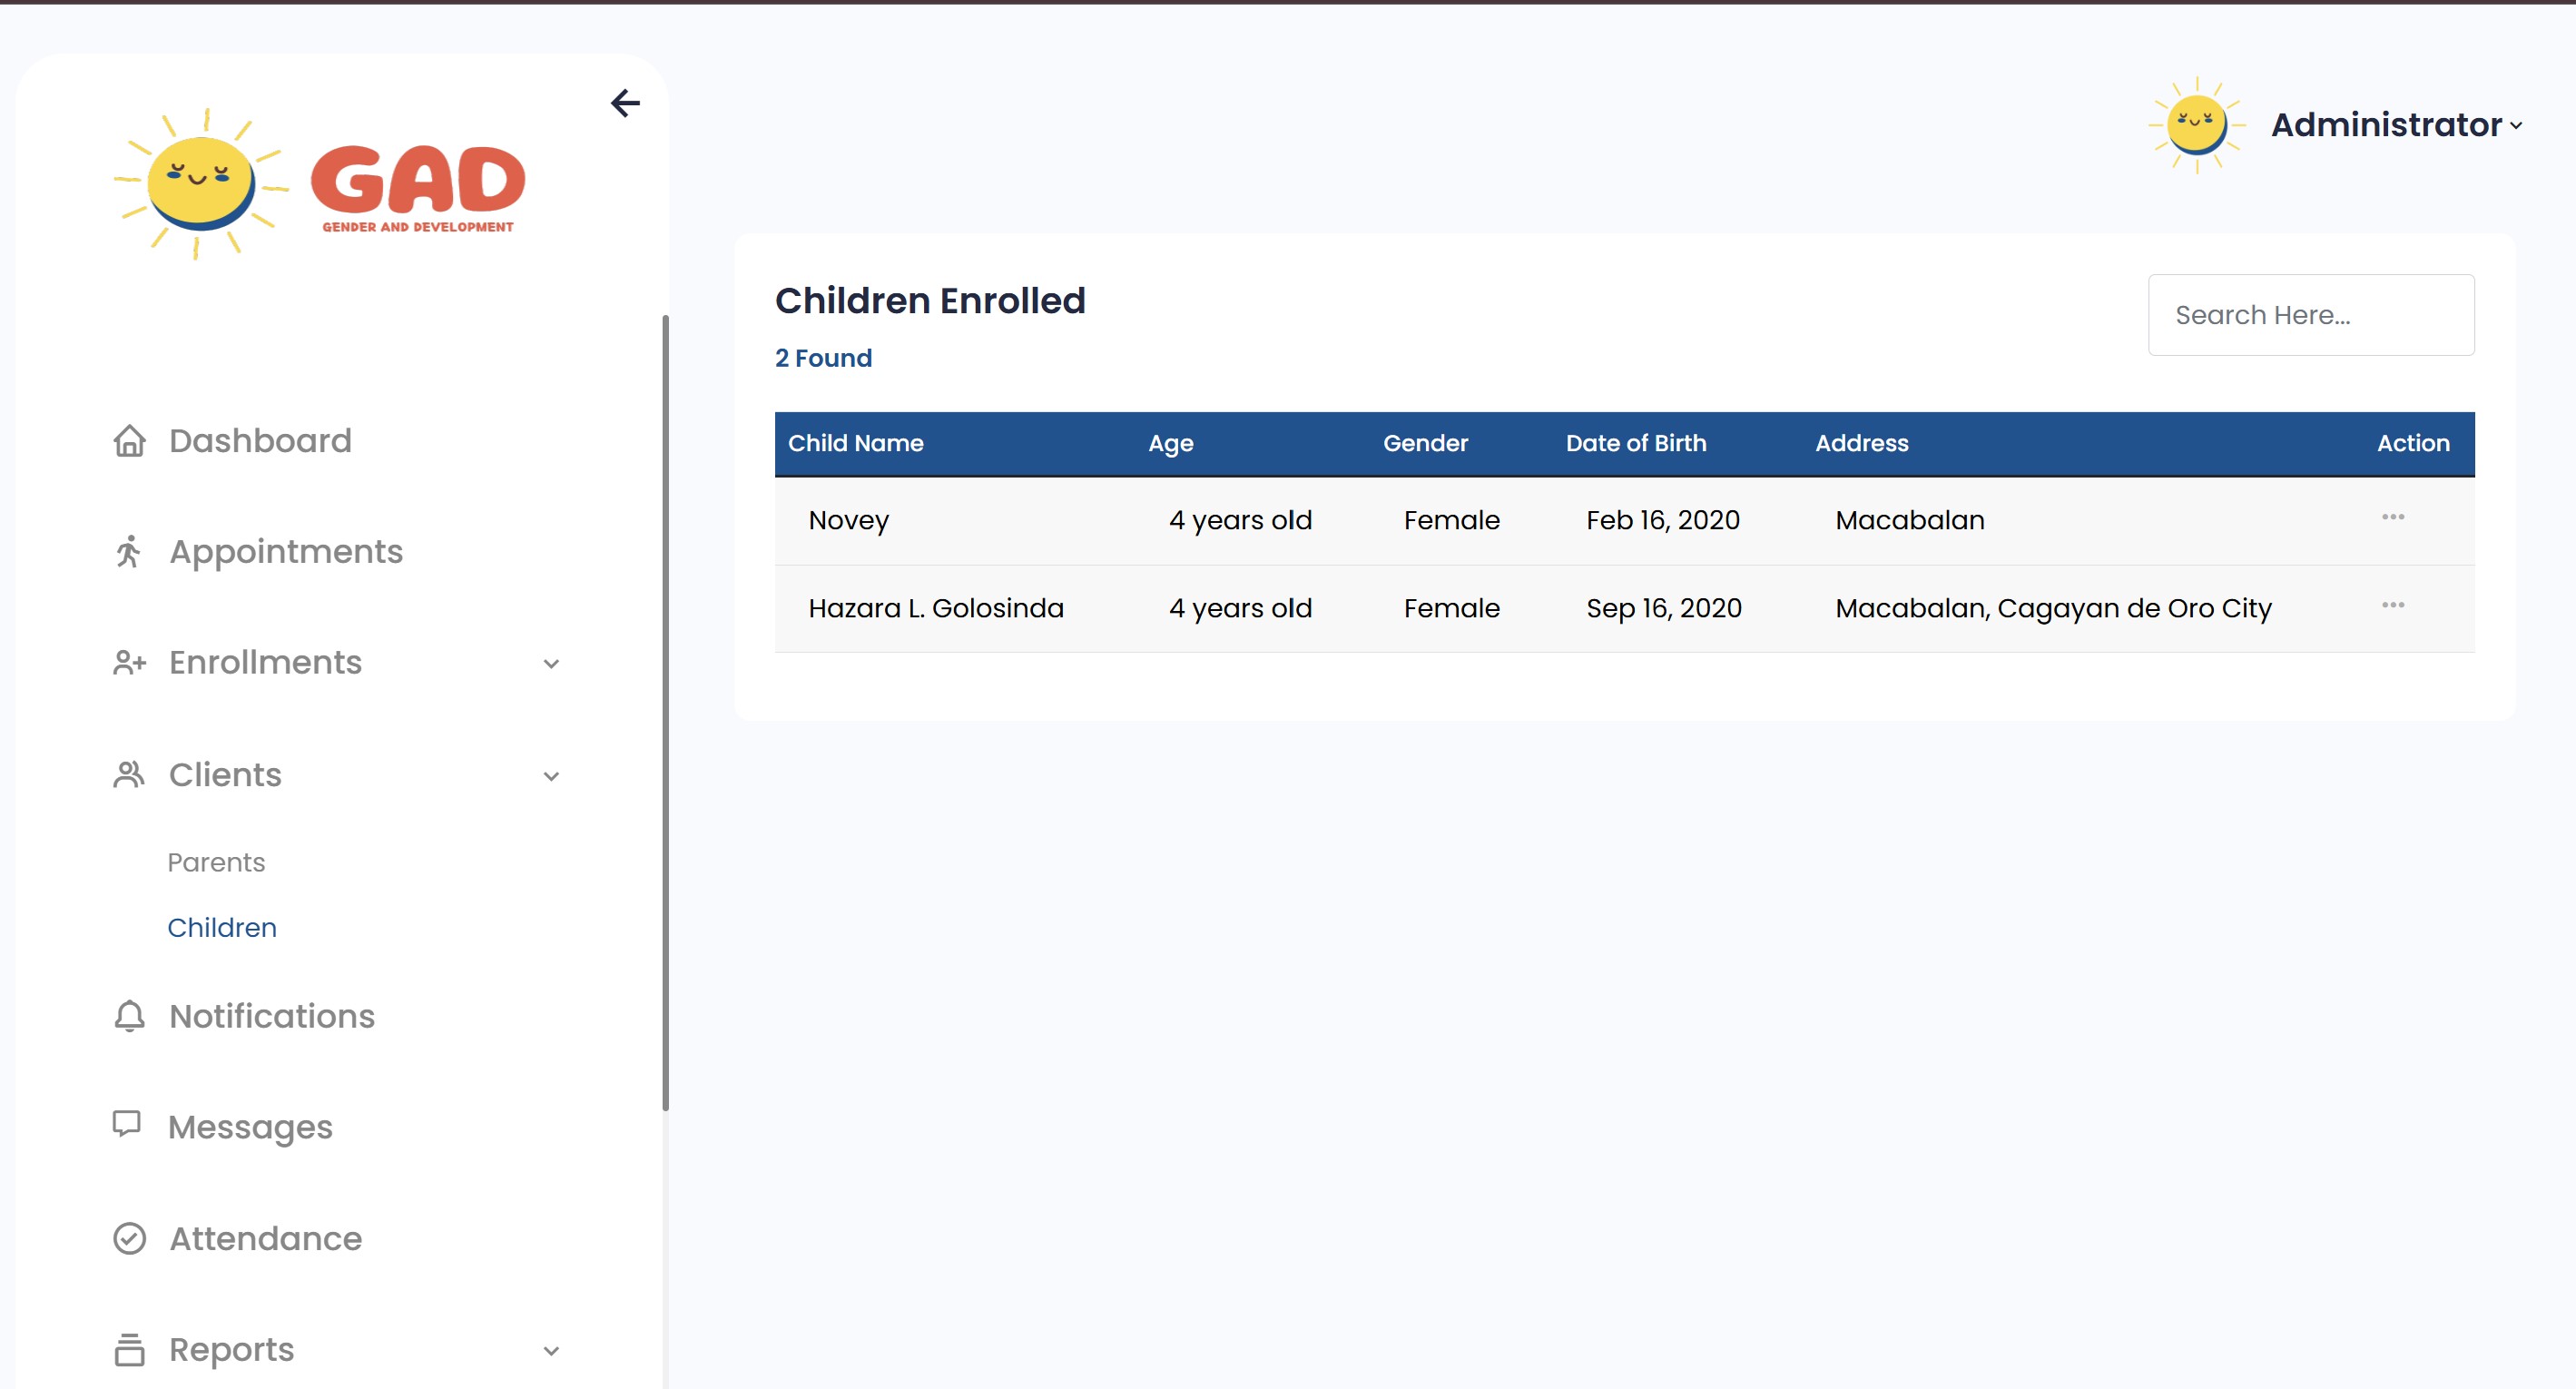 GAD
GENDER AND DEVELOPMENT
Dashboard
Appointments
Enrollments
Clients
Parents
Children
Notifications
Messages
Attendance
Reports
Administrator
Children Enrolled
2 Found
Search Here...
Child Name Age Gender Date of Birth Address Action
Novey 4 years old Female Feb 16, 2020 Macabalan
Hazara L. Golosinda 4 years old Female Sep 16, 2020 Macabalan, Cagayan de Oro City